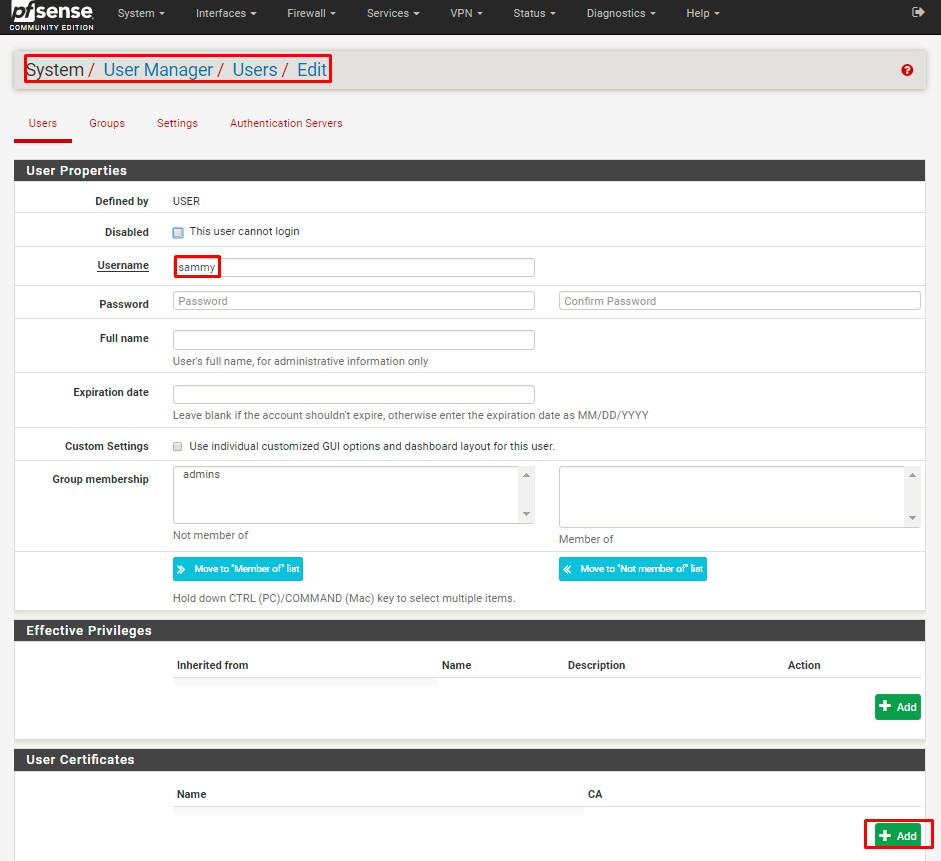 pfsense
COMMUNITY EDITION
System Interfaces Firewall Services VPN Status Diagnostics Help
System / User Manager / Users / Edit
Users Groups Settings Authentication Servers
User Properties
Defined by USER
Disabled This user cannot login
Username sammy
Password Password Confirm Password
Full name
User's full name, for administrative information only
Expiration date
Leave blank if the account shouldn't expire, otherwise enter the expiration date as MM/DD/YYYY
Custom Settings Use individual customized GUI options and dashboard layout for this user.
Group membership admins
Not member of Member of
Move to "Member of" list Move to "Not member of" list
Hold down CTRL (PC)/COMMAND (Mac) key to select multiple items.
Effective Privileges
Inherited from Name Description Action
Add
User Certificates
Name CA
Add